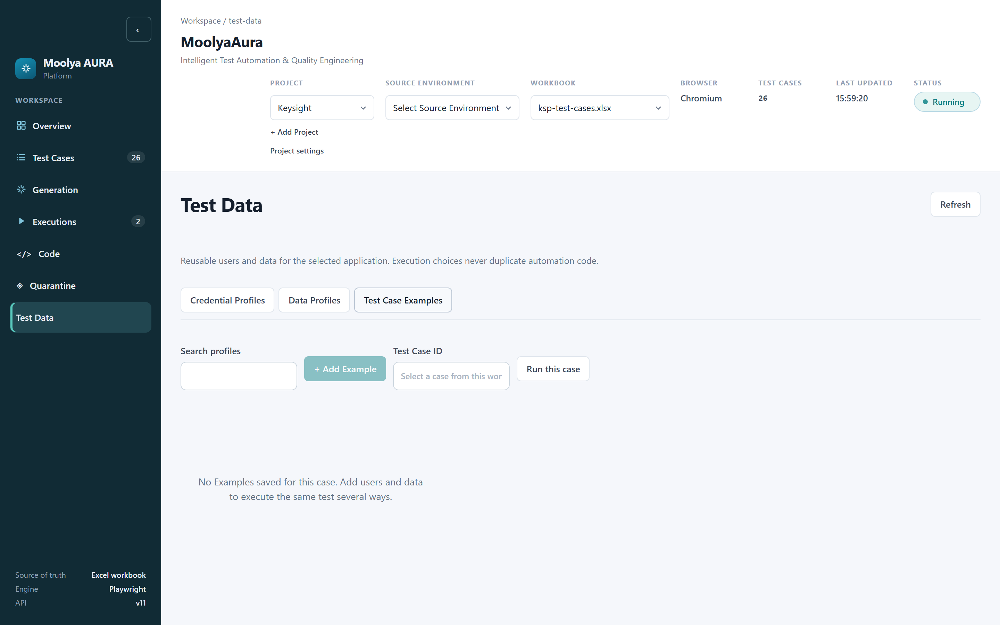 ‹
Moolya AURA
Platform
WORKSPACE
Overview
Test Cases 26
Generation
Executions 2
</> Code
Quarantine
Test Data
Source of truth Excel workbook
Engine Playwright
API v11
Workspace / test-data
MoolyaAura
Intelligent Test Automation & Quality Engineering
PROJECT SOURCE ENVIRONMENT WORKBOOK BROWSER TEST CASES LAST UPDATED STATUS
Keysight Select Source Environment ksp-test-cases.xlsx Chromium 26 15:59:20 Running
+ Add Project
Project settings
Test Data Refresh
Reusable users and data for the selected application. Execution choices never duplicate automation code.
Credential Profiles Data Profiles Test Case Examples
Search profiles Test Case ID
+ Add Example Select a case from this wor Run this case
No Examples saved for this case. Add users and data
to execute the same test several ways.